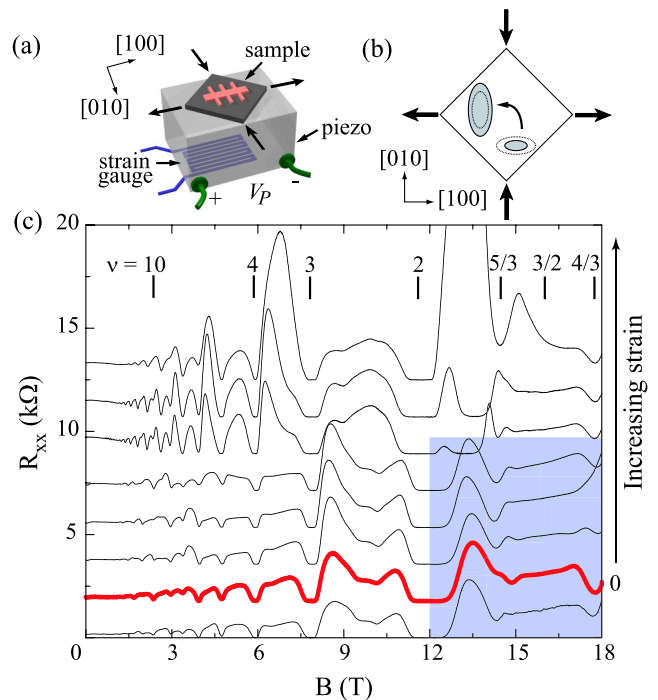 (a)
[100]
[010]
sample
piezo
strain
gauge
+
V_P
-
(b)
[010]
[100]
(c)
20
15
10
5
R_xx (kΩ)
ν = 10
4
3
2
5/3
3/2
4/3
Increasing strain
0
0
3
6
9
12
15
18
B (T)